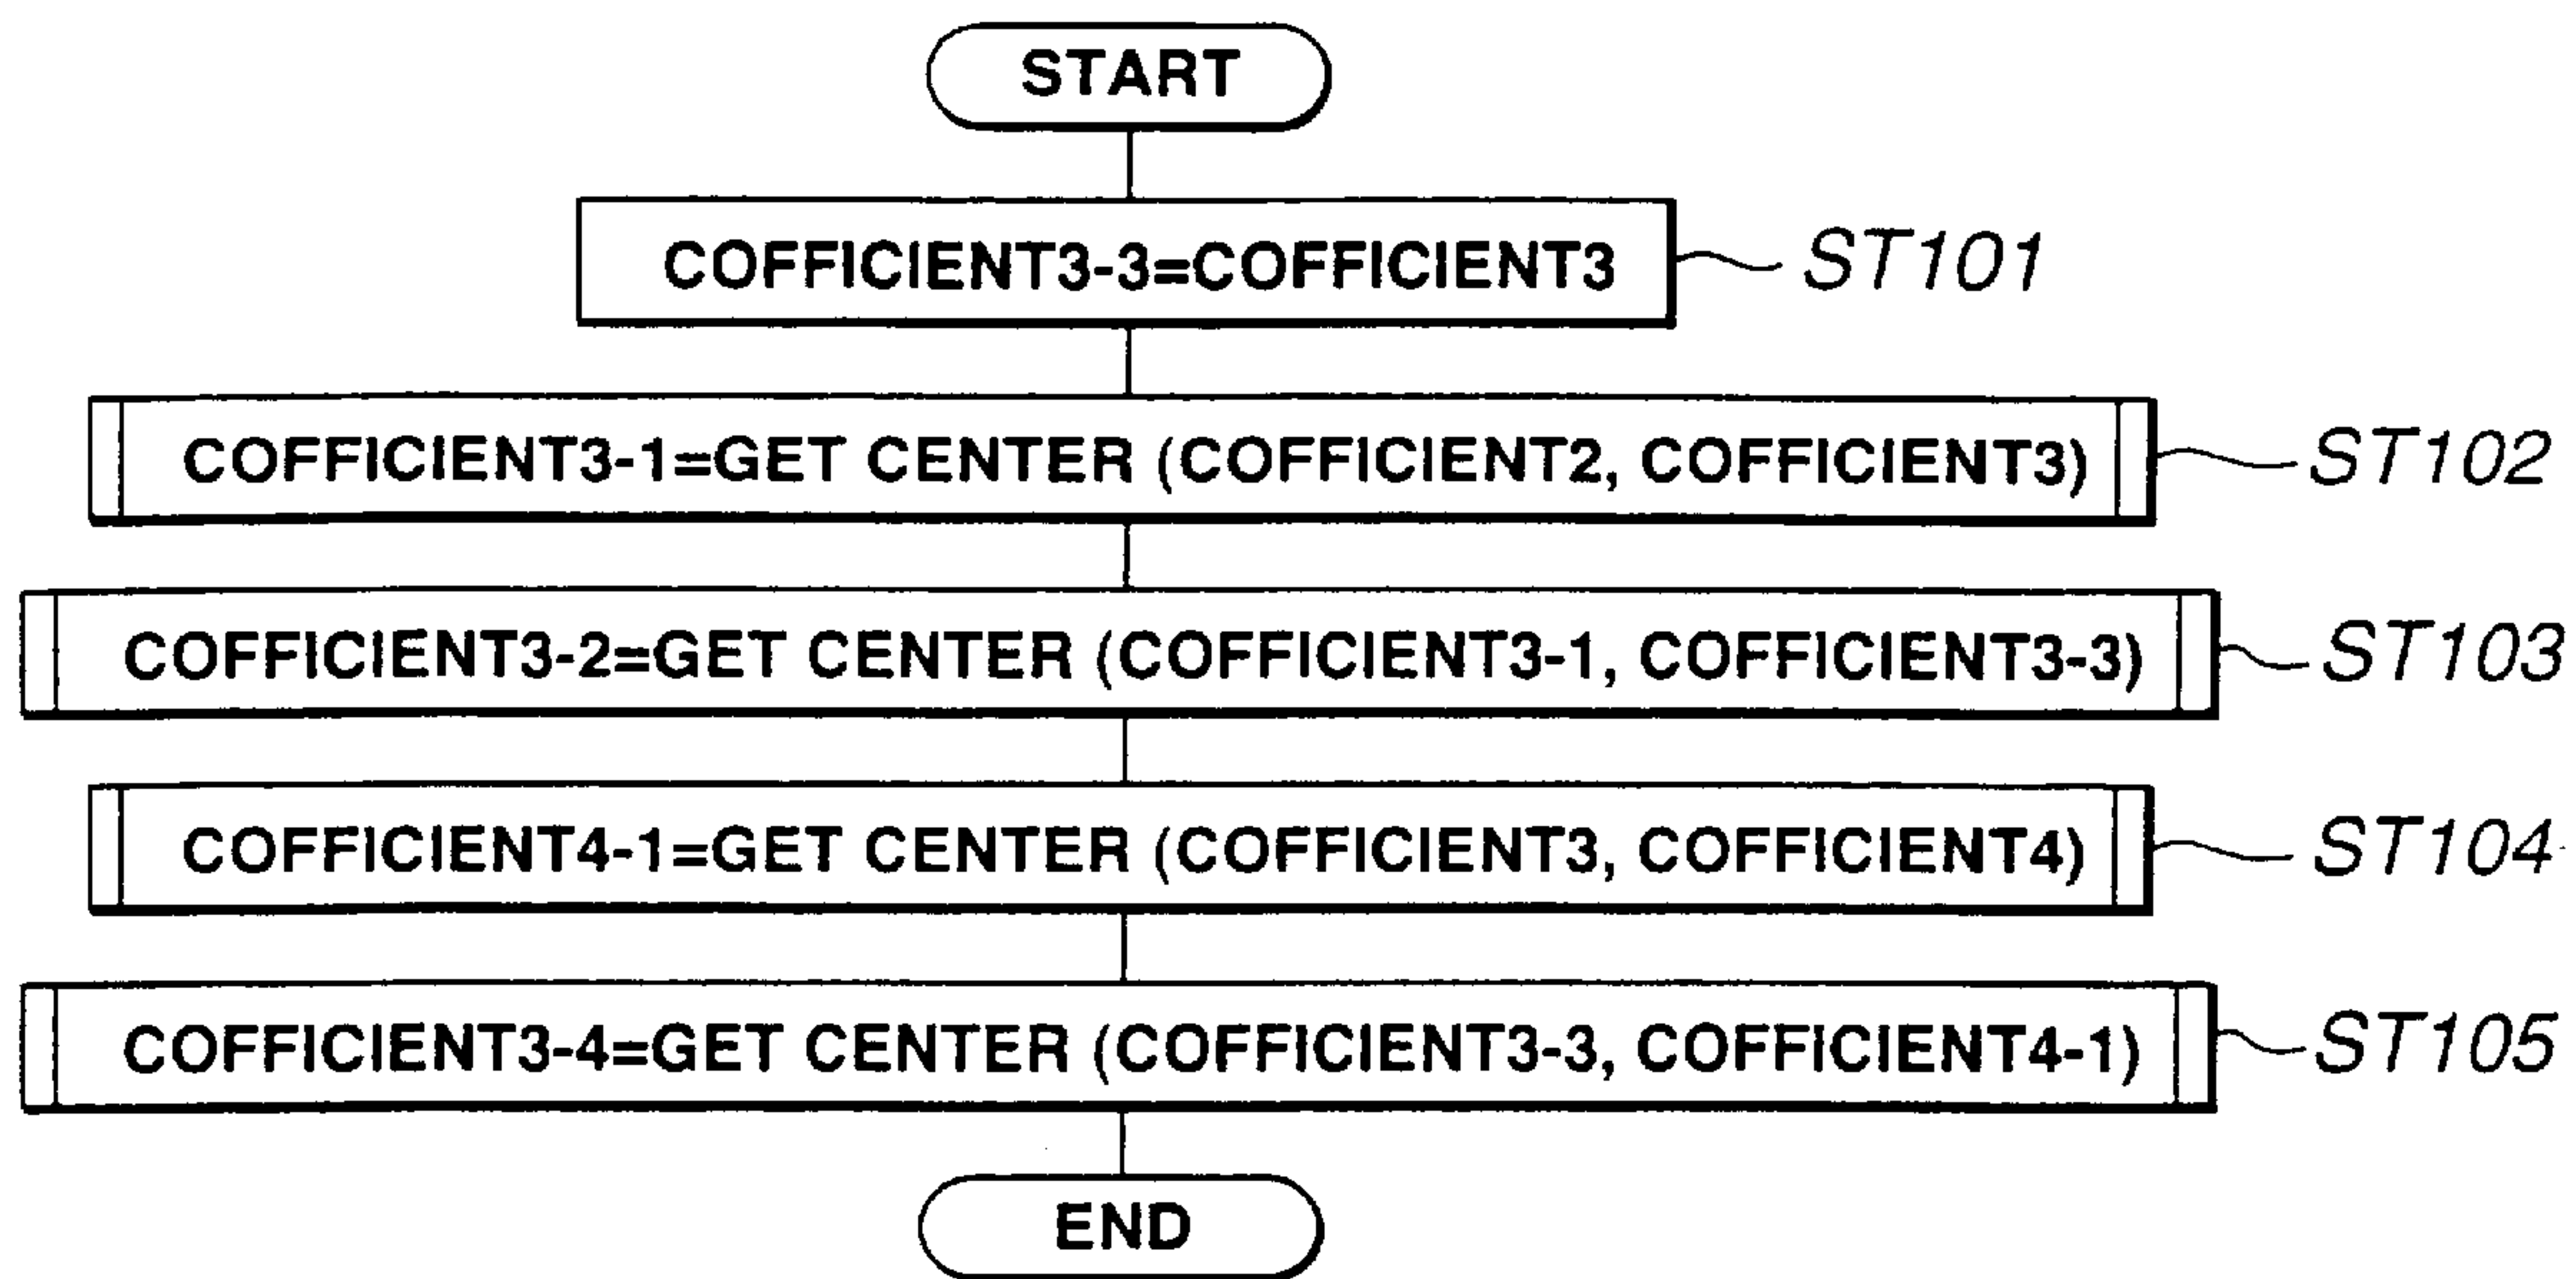 START
COFFICIENT3-3=COFFICIENT3 ST101
COFFICIENT3-1=GET CENTER (COFFICIENT2, COFFICIENT3) ST102
COFFICIENT3-2=GET CENTER (COFFICIENT3-1, COFFICIENT3-3) ST103
COFFICIENT4-1=GET CENTER (COFFICIENT3, COFFICIENT4) ST104
COFFICIENT3-4=GET CENTER (COFFICIENT3-3, COFFICIENT4-1) ST105
END